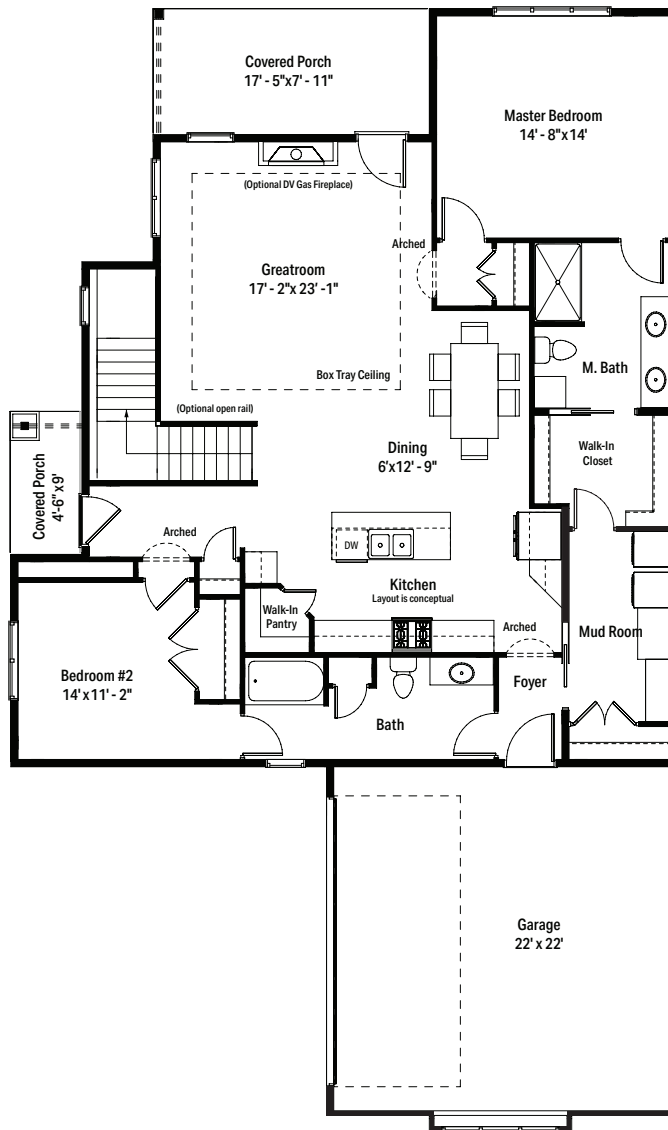 Covered Porch
17' - 5"x7' - 11"
Master Bedroom
14' - 8"x14'
(Optional DV Gas Fireplace)
Arched
Greatroom
17' - 2"x 23' -1"
Box Tray Ceiling
M. Bath
(Optional open rail)
Dining
6'x12' - 9"
Walk-In
Closet
Covered Porch
4'-6" x 9'
Arched
DW
Kitchen
Layout is conceptual
Walk-In
Pantry
Arched
Mud Room
Bedroom #2
14' x11' - 2"
Foyer
Bath
Garage
22' x 22'